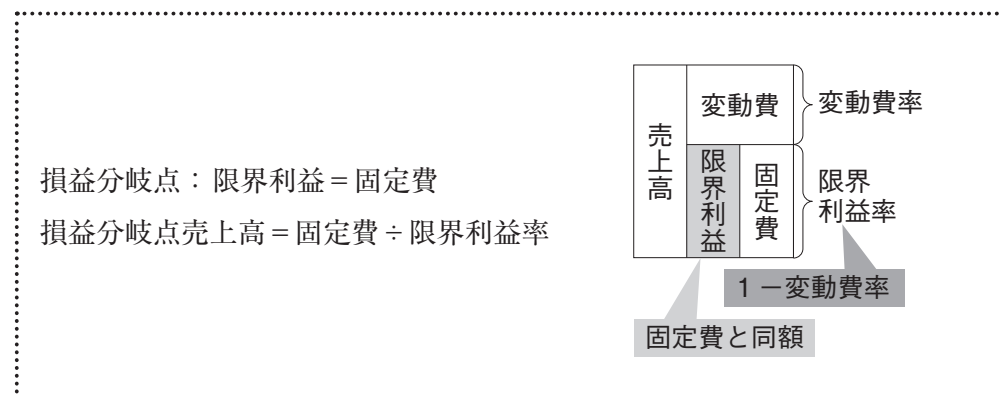 損益分岐点：限界利益＝固定費
損益分岐点売上高＝固定費÷限界利益率
売上高
変動費
変動費率
限界利益
固定費
限界
利益率
1－変動費率
固定費と同額